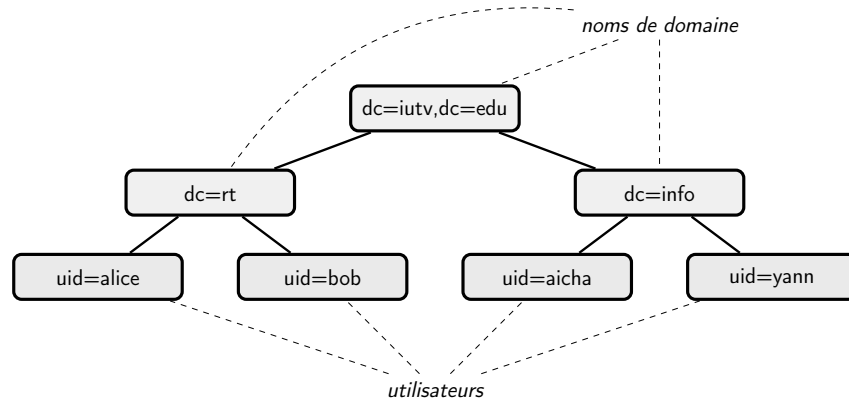 noms de domaine
dc=iutv,dc=edu
dc=rt
dc=info
uid=alice
uid=bob
uid=aicha
uid=yann
utilisateurs